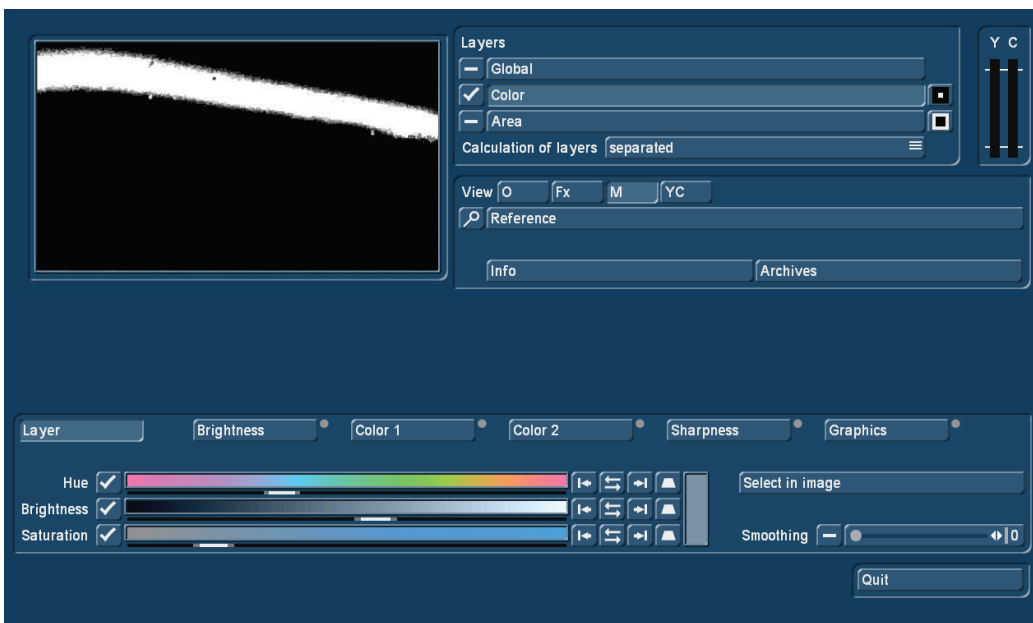 Layers
Y C
Global
Color
Area
Calculation of layers separated
View O Fx M YC
Reference
Info Archives
Layer Brightness Color 1 Color 2 Sharpness Graphics
Hue Select in image
Brightness
Saturation Smoothing 0
Quit